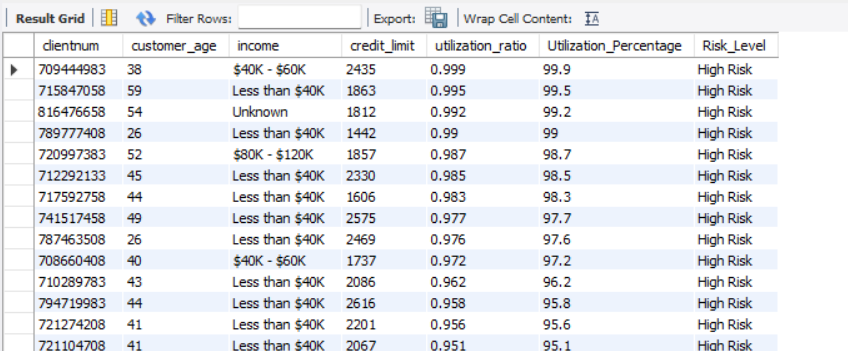 Result Grid Filter Rows: Export: Wrap Cell Content: IA
clientnum customer_age income credit_limit utilization_ratio Utilization_Percentage Risk_Level
709444983 38 $40K - $60K 2435 0.999 99.9 High Risk
715847058 59 Less than $40K 1863 0.995 99.5 High Risk
816476658 54 Unknown 1812 0.992 99.2 High Risk
789777408 26 Less than $40K 1442 0.99 99 High Risk
720997383 52 $80K - $120K 1857 0.987 98.7 High Risk
712292133 45 Less than $40K 2330 0.985 98.5 High Risk
717592758 44 Less than $40K 1606 0.983 98.3 High Risk
741517458 49 Less than $40K 2575 0.977 97.7 High Risk
787463508 26 Less than $40K 2469 0.976 97.6 High Risk
708660408 40 $40K - $60K 1737 0.972 97.2 High Risk
710289783 43 Less than $40K 2086 0.962 96.2 High Risk
794719983 44 Less than $40K 2616 0.958 95.8 High Risk
721274208 41 Less than $40K 2201 0.956 95.6 High Risk
721104708 41 Less than $40K 2067 0.951 95.1 High Risk